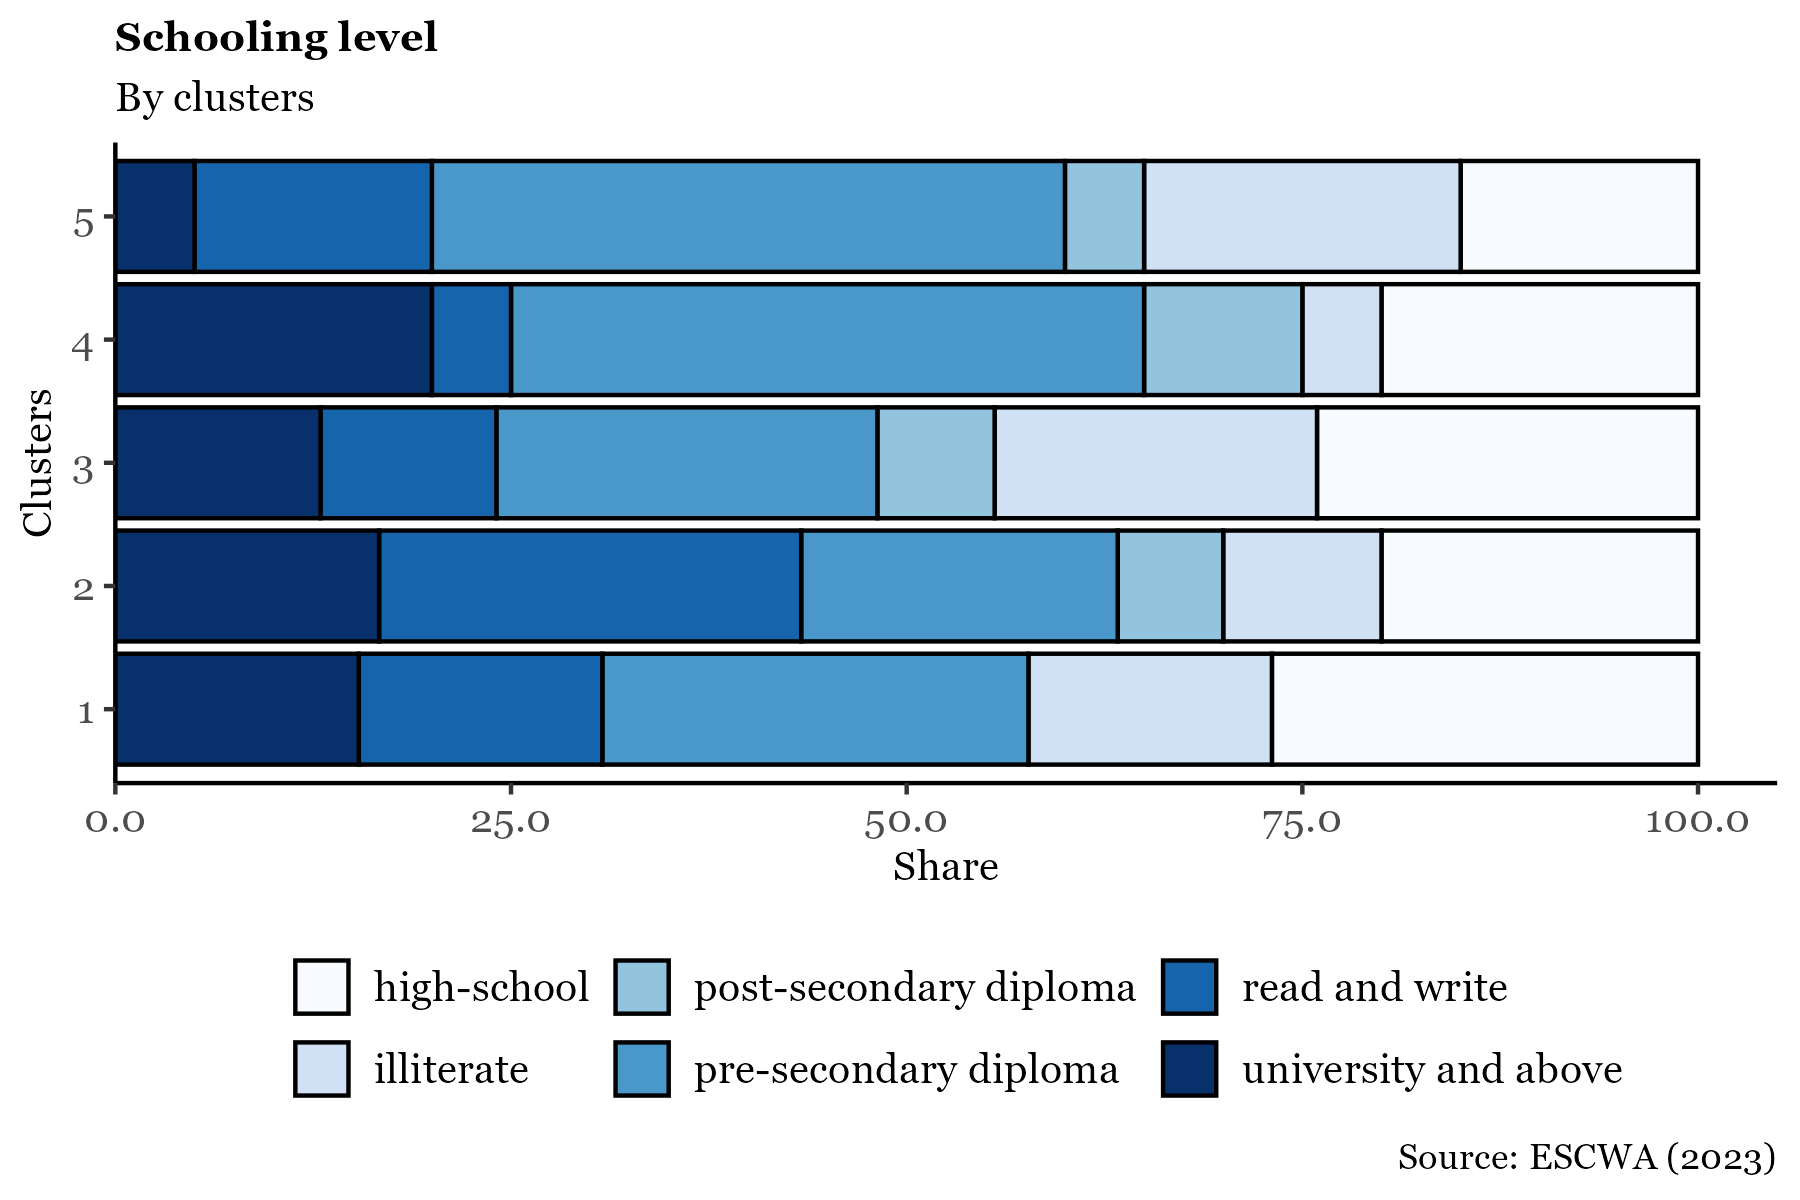 Schooling level
By clusters
Clusters
5
4
3
2
1
0.0 25.0 50.0 75.0 100.0
Share
high-school post-secondary diploma read and write
illiterate pre-secondary diploma university and above
Source: ESCWA (2023)